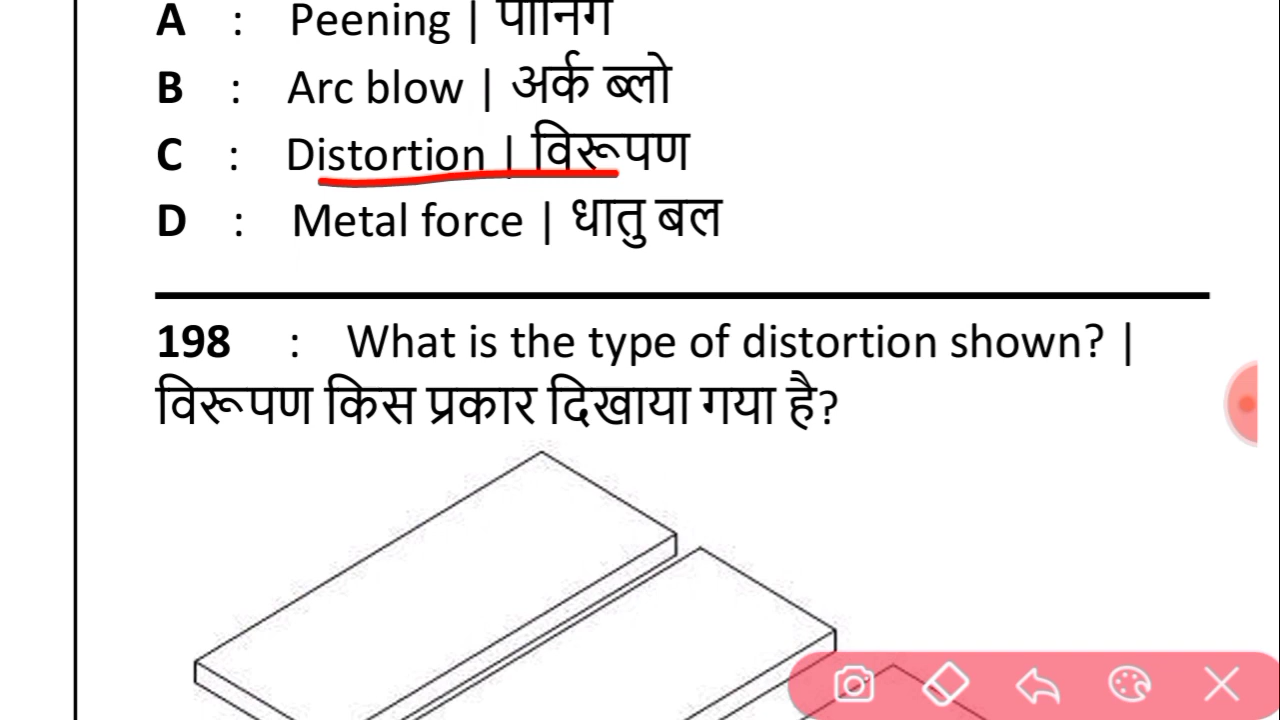 A : Peening | पीनिंग
B : Arc blow | अर्क ब्लो
C : Distortion | विरूपण
D : Metal force | धातु बल
198 : What is the type of distortion shown? |
विरूपण किस प्रकार दिखाया गया है?